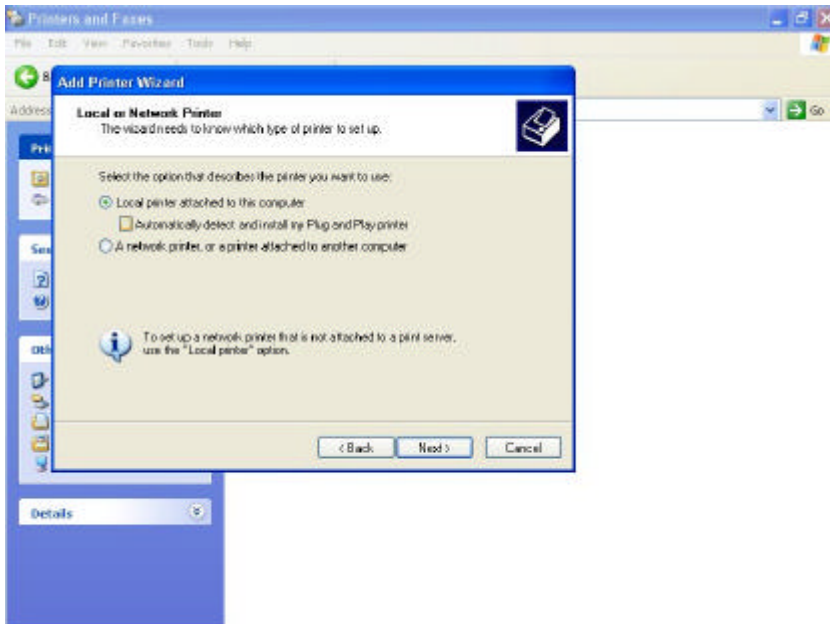 Printers and Faxes
File Edit View Favorites Tools Help
Address
Go
Add Printer Wizard
Local or Network Printer
The wizard needs to know which type of printer to set up.
Select the option that describes the printer you want to use:
Local printer attached to this computer
Automatically detect and install my Plug and Play printer
A network printer, or a printer attached to another computer
To set up a network printer that is not attached to a print server,
use the "Local printer" option.
< Back Next > Cancel
Pri
See
Oth
Details